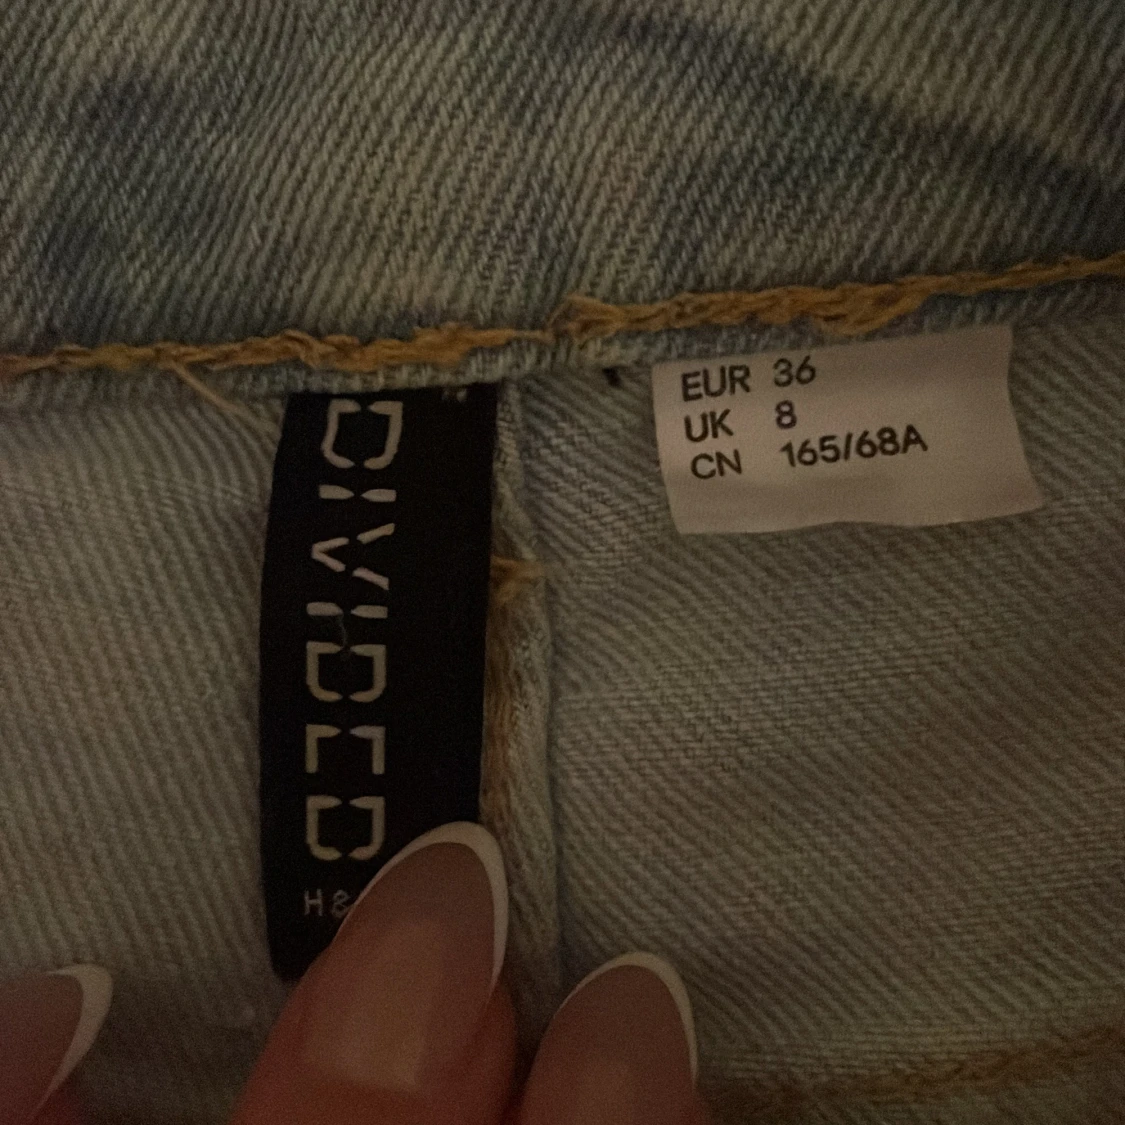 DIVIDED
H&
EUR 36
UK 8
CN 165/68A